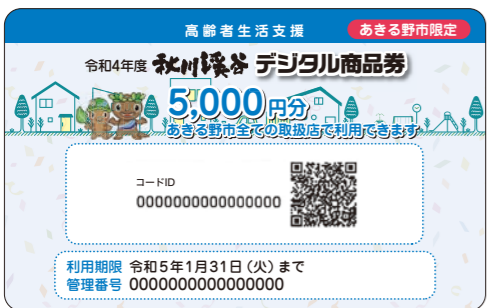 高齢者生活支援
あきる野市限定
令和4年度 秋川渓谷 デジタル商品券
5,000円分
あきる野市全ての取扱店で利用できます
コードID
0000000000000000
利用期限 令和5年1月31日(火)まで
管理番号 0000000000000000